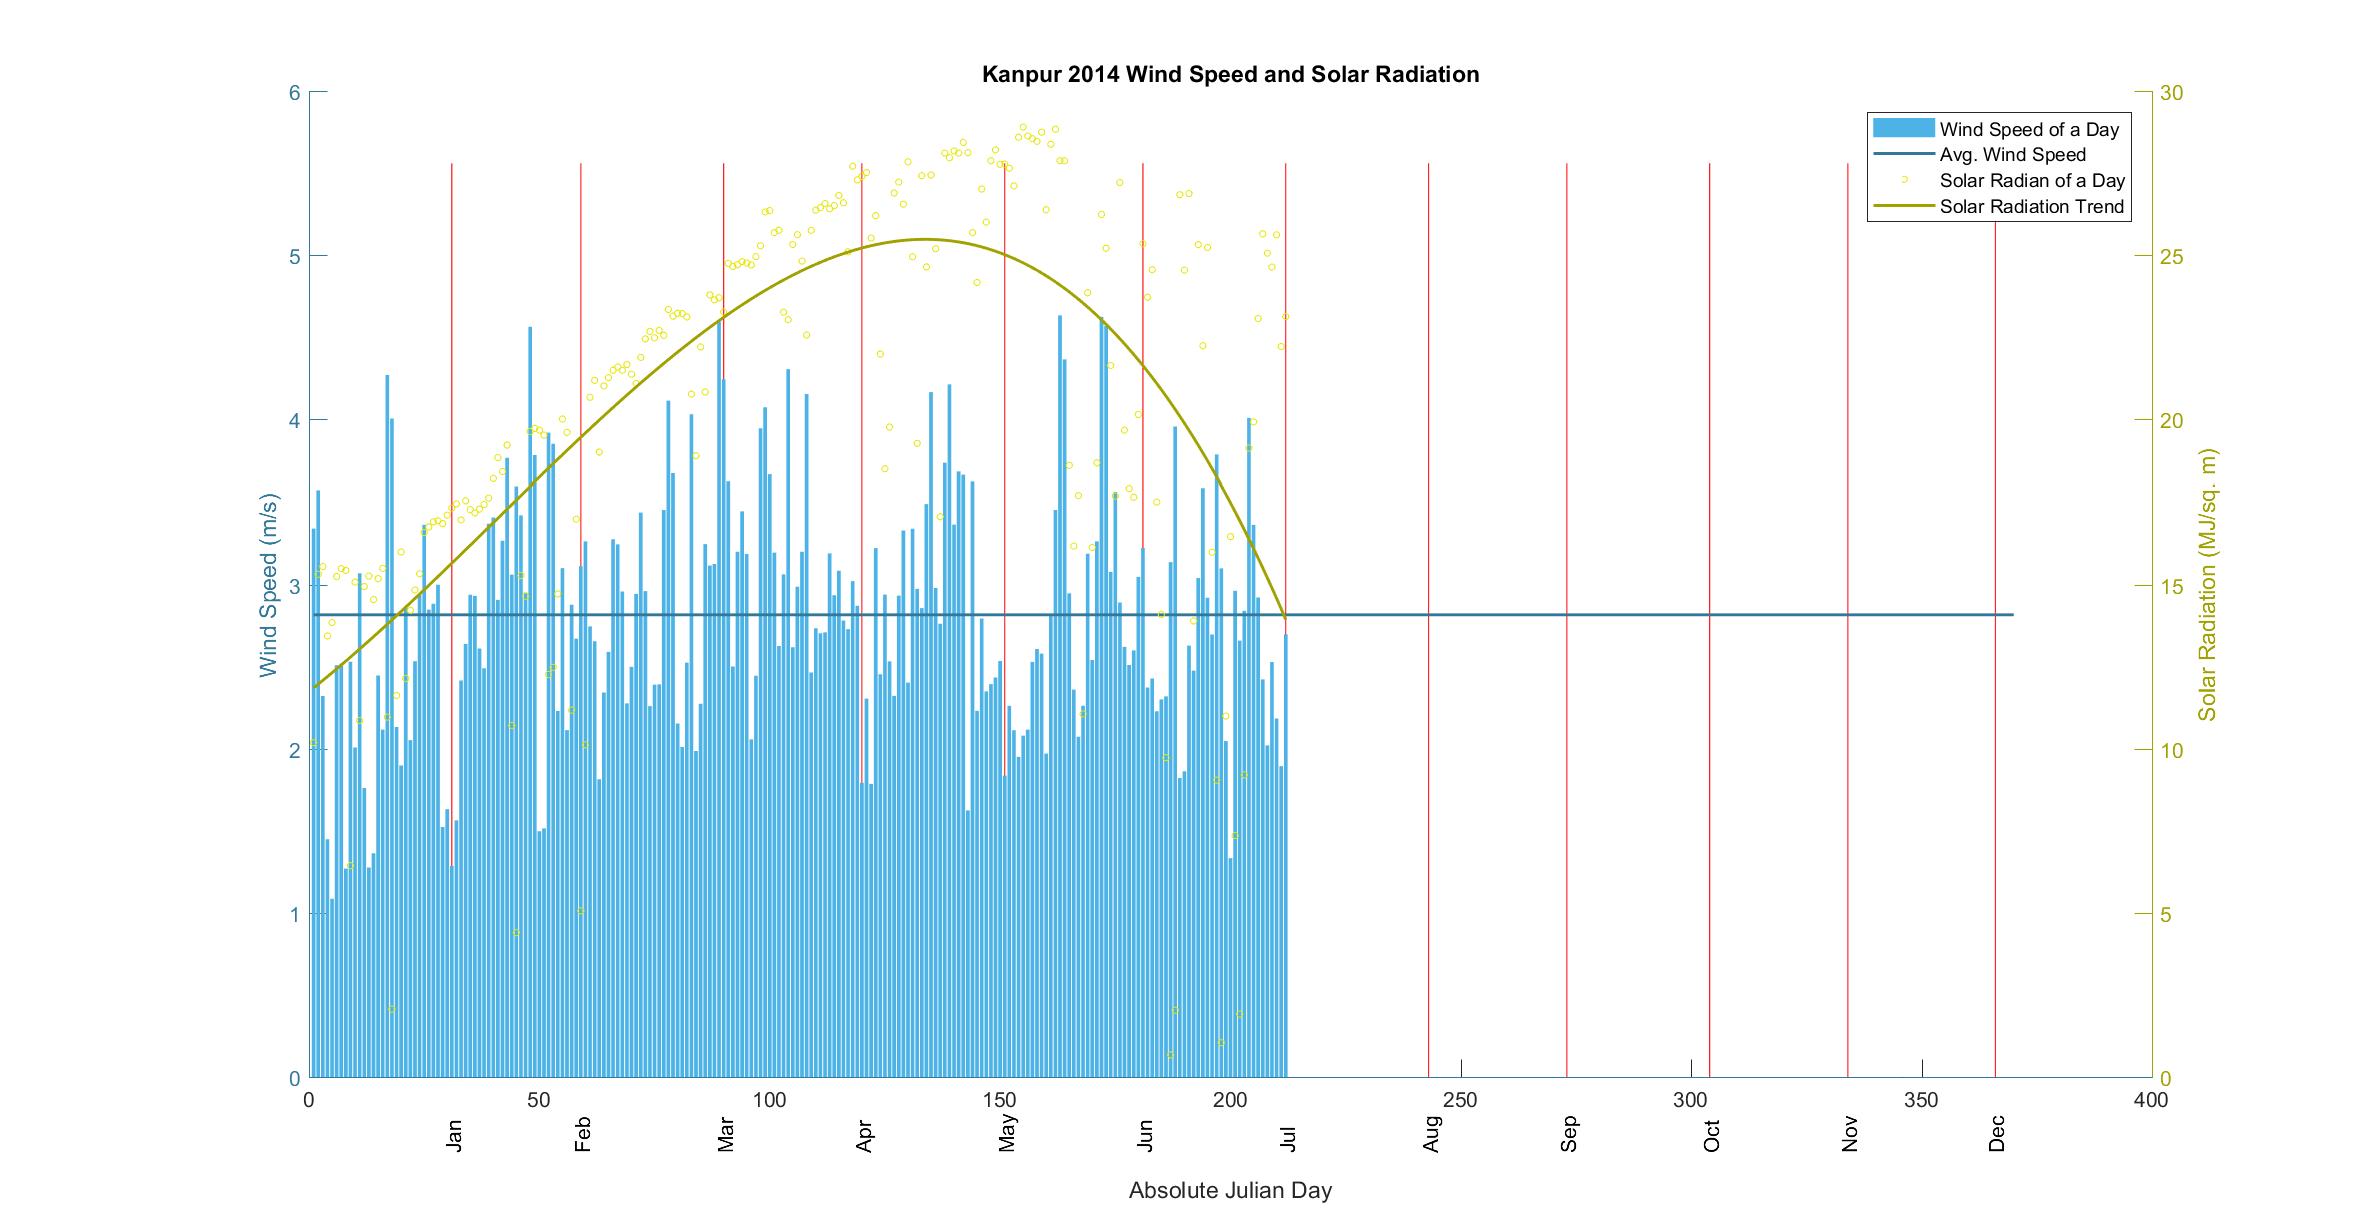 Kanpur 2014 Wind Speed and Solar Radiation
Wind Speed of a Day
Avg. Wind Speed
Solar Radian of a Day
Solar Radiation Trend
Wind Speed (m/s)
6
5
4
3
2
1
0
Solar Radiation (MJ/sq. m)
30
25
20
15
10
5
0
0 50 100 150 200 250 300 350 400
Jan Feb Mar Apr May Jun Jul Aug Sep Oct Nov Dec
Absolute Julian Day